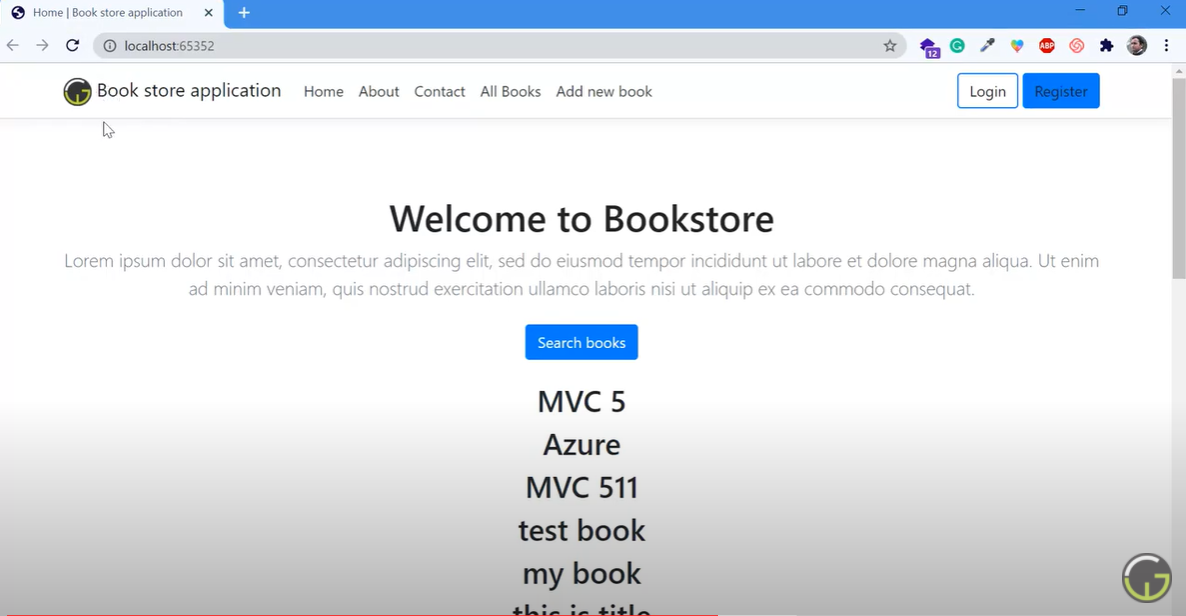 Home | Book store application
localhost:65352
12
ABP
Book store application
Home
About
Contact
All Books
Add new book
Login
Register
Welcome to Bookstore
Lorem ipsum dolor sit amet, consectetur adipiscing elit, sed do eiusmod tempor incididunt ut labore et dolore magna aliqua. Ut enim
ad minim veniam, quis nostrud exercitation ullamco laboris nisi ut aliquip ex ea commodo consequat.
Search books
MVC 5
Azure
MVC 511
test book
my book
this is title